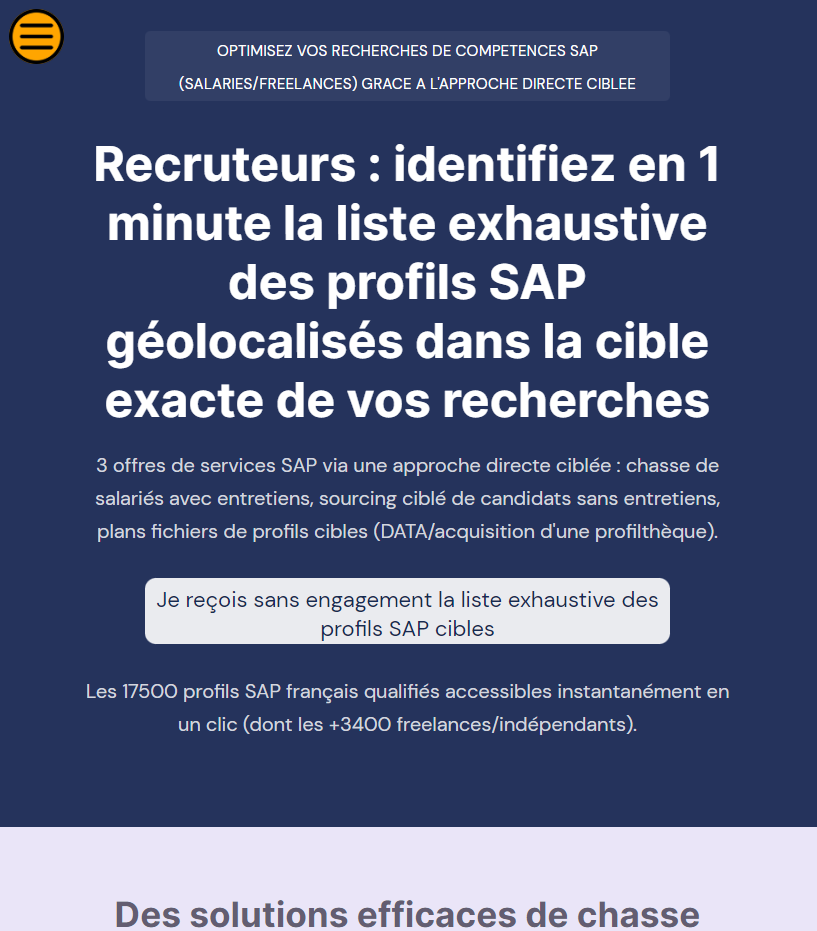 OPTIMISEZ VOS RECHERCHES DE COMPETENCES SAP
(SALARIES/FREELANCES) GRACE A L'APPROCHE DIRECTE CIBLEE
Recruteurs : identifiez en 1
minute la liste exhaustive
des profils SAP
géolocalisés dans la cible
exacte de vos recherches
3 offres de services SAP via une approche directe ciblée : chasse de
salariés avec entretiens, sourcing ciblé de candidats sans entretiens,
plans fichiers de profils cibles (DATA/acquisition d'une profilthèque).
Je reçois sans engagement la liste exhaustive des
profils SAP cibles
Les 17500 profils SAP français qualifiés accessibles instantanément en
un clic (dont les +3400 freelances/indépendants).
Des solutions efficaces de chasse